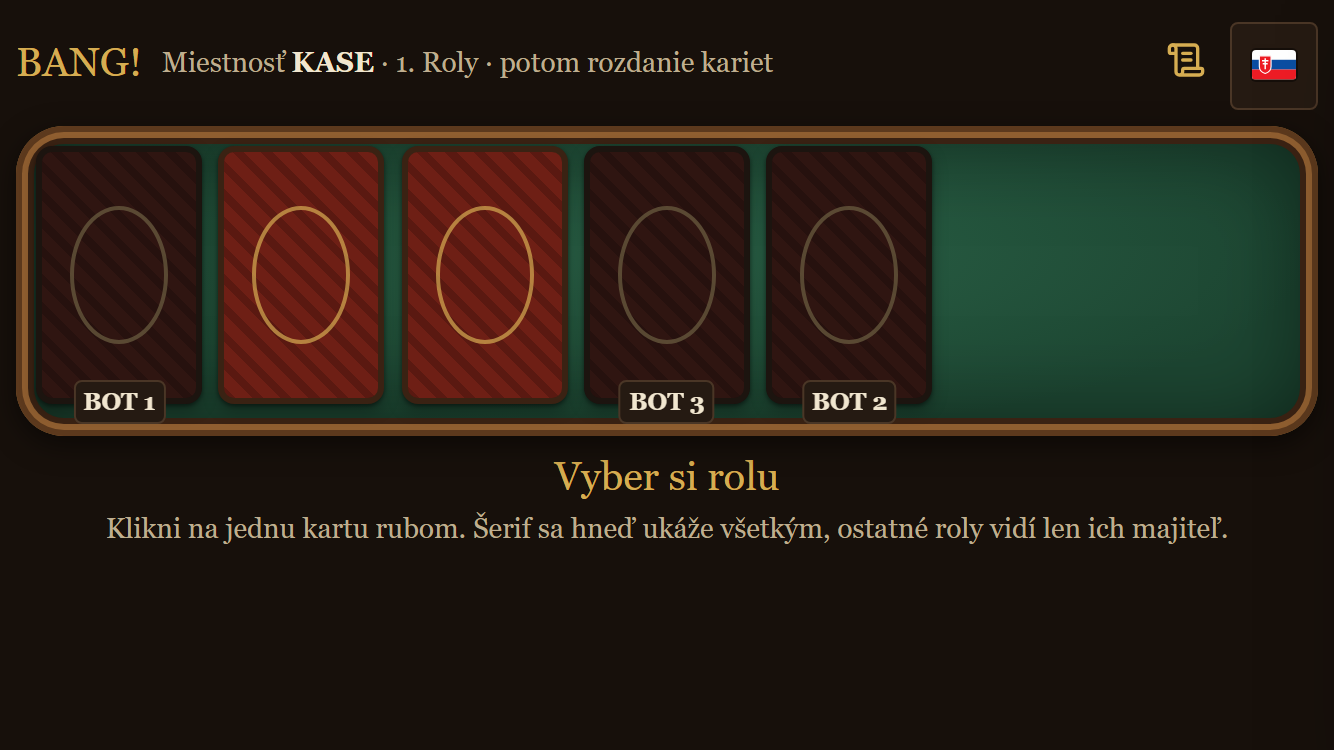 BANG! Miestnosť KASE · 1. Roly · potom rozdanie kariet
BOT 1 BOT 3 BOT 2
Vyber si rolu
Klikni na jednu kartu rubom. Šerif sa hneď ukáže všetkým, ostatné roly vidí len ich majiteľ.